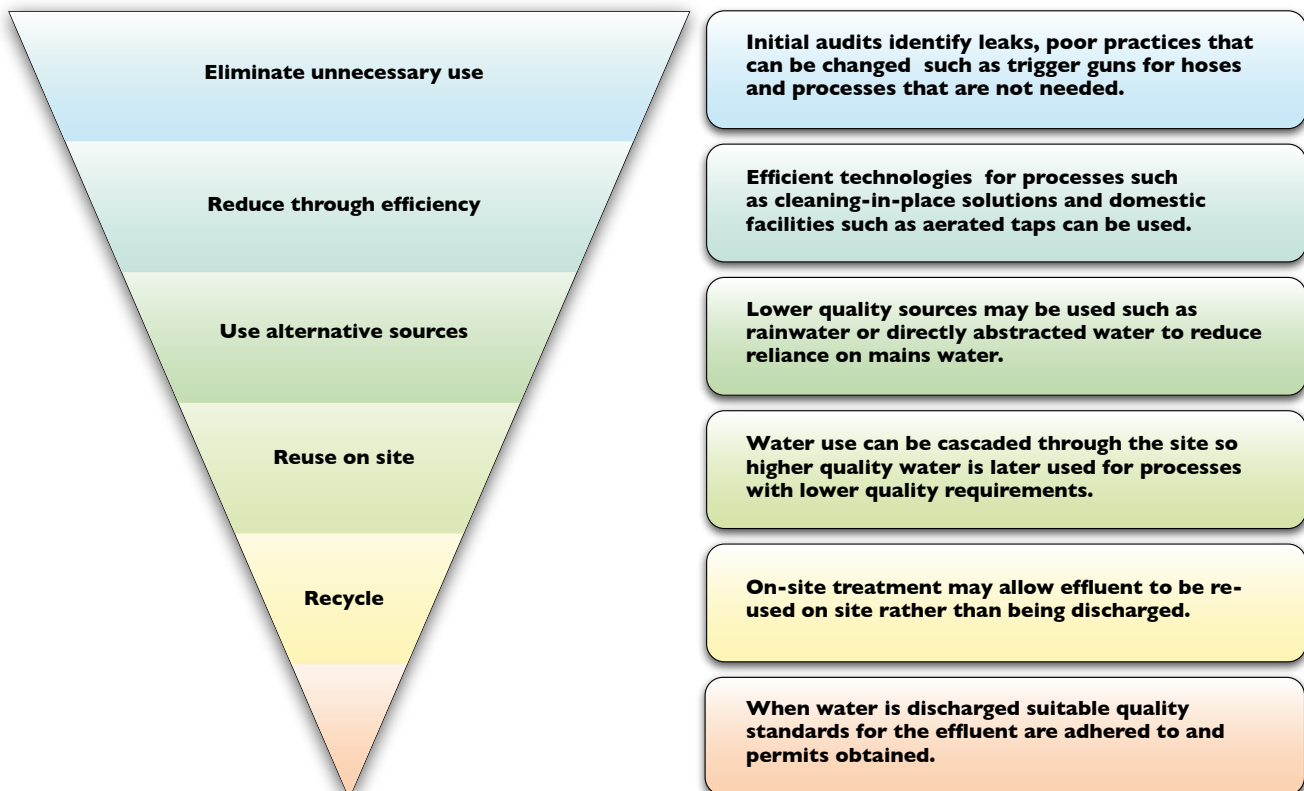 Eliminate unnecessary use
Initial audits identify leaks, poor practices that
can be changed such as trigger guns for hoses
and processes that are not needed.
Reduce through efficiency
Efficient technologies for processes such
as cleaning-in-place solutions and domestic
facilities such as aerated taps can be used.
Use alternative sources
Lower quality sources may be used such as
rainwater or directly abstracted water to reduce
reliance on mains water.
Reuse on site
Water use can be cascaded through the site so
higher quality water is later used for processes
with lower quality requirements.
Recycle
On-site treatment may allow effluent to be re-
used on site rather than being discharged.
When water is discharged suitable quality
standards for the effluent are adhered to and
permits obtained.